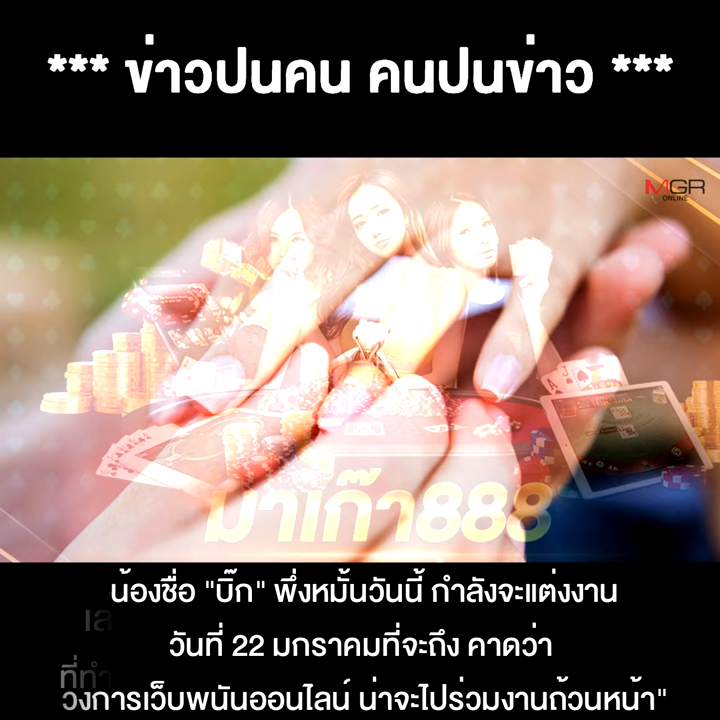 *** ข่าวปนคน คนปนข่าว ***
MGR
ONLINE
มาเก๊า888
น้องชื่อ "บิ๊ก" พึ่งหมั้นวันนี้ กำลังจะแต่งงาน
วันที่ 22 มกราคมที่จะถึง คาดว่า
วงการเว็บพนันออนไลน์ น่าจะไปร่วมงานถ้วนหน้า"